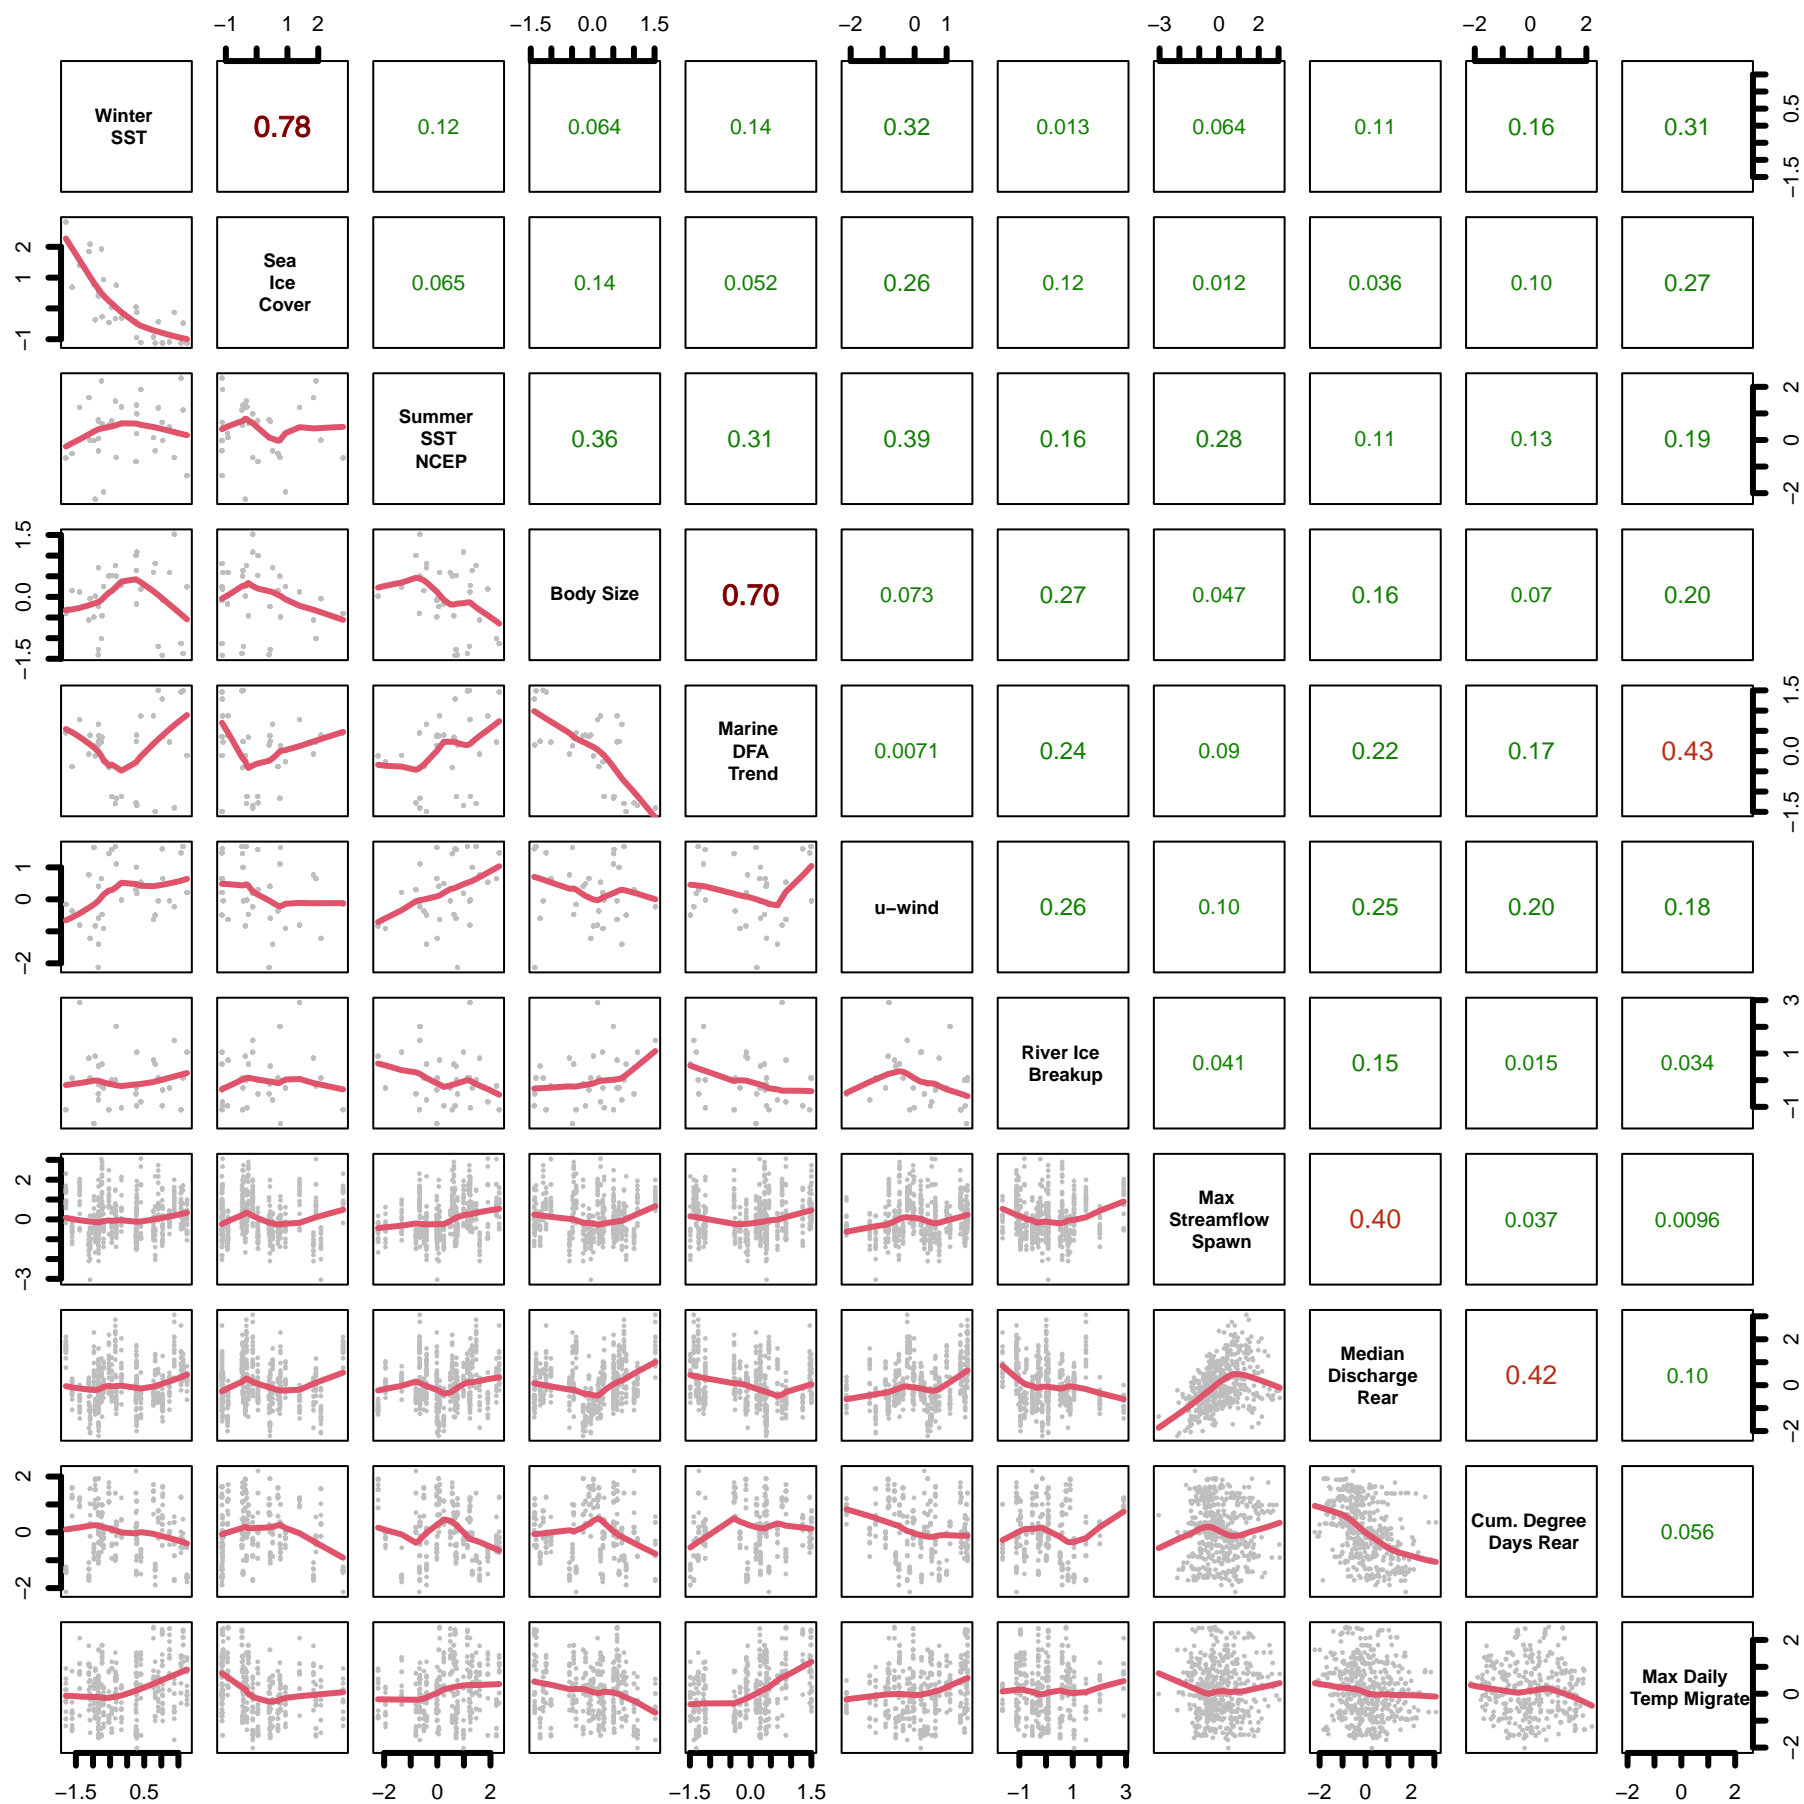 −1 1 2 −1.5 0.0 1.5 −2 0 1 −3 0 2 −2 0 2
Winter
SST
0.78 0.12 0.064 0.14 0.32 0.013 0.064 0.11 0.16 0.31
−1.5 0.5
−1 1 2
Sea
Ice
Cover
0.065 0.14 0.052 0.26 0.12 0.012 0.036 0.10 0.27
Summer
SST
NCEP
0.36 0.31 0.39 0.16 0.28 0.11 0.13 0.19
−2 0 2
−1.5 0.0 1.5
Body Size
0.70 0.073 0.27 0.047 0.16 0.07 0.20
Marine
DFA
Trend
0.0071 0.24 0.09 0.22 0.17 0.43
−1.5 0.0 1.5
−2 0 1
u−wind
0.26 0.10 0.25 0.20 0.18
River Ice
Breakup
0.041 0.15 0.015 0.034
−1 1 3
−3 0 2
Max
Streamflow
Spawn
0.40 0.037 0.0096
Median
Discharge
Rear
0.42 0.10
−2 0 2
−2 0 2
Cum. Degree
Days Rear
0.056
Max Daily
Temp Migrate
−2 0 2
−1.5 0.5 −2 0 2 −1.5 0.0 1.5 −1 1 3 −2 0 2 −2 0 2